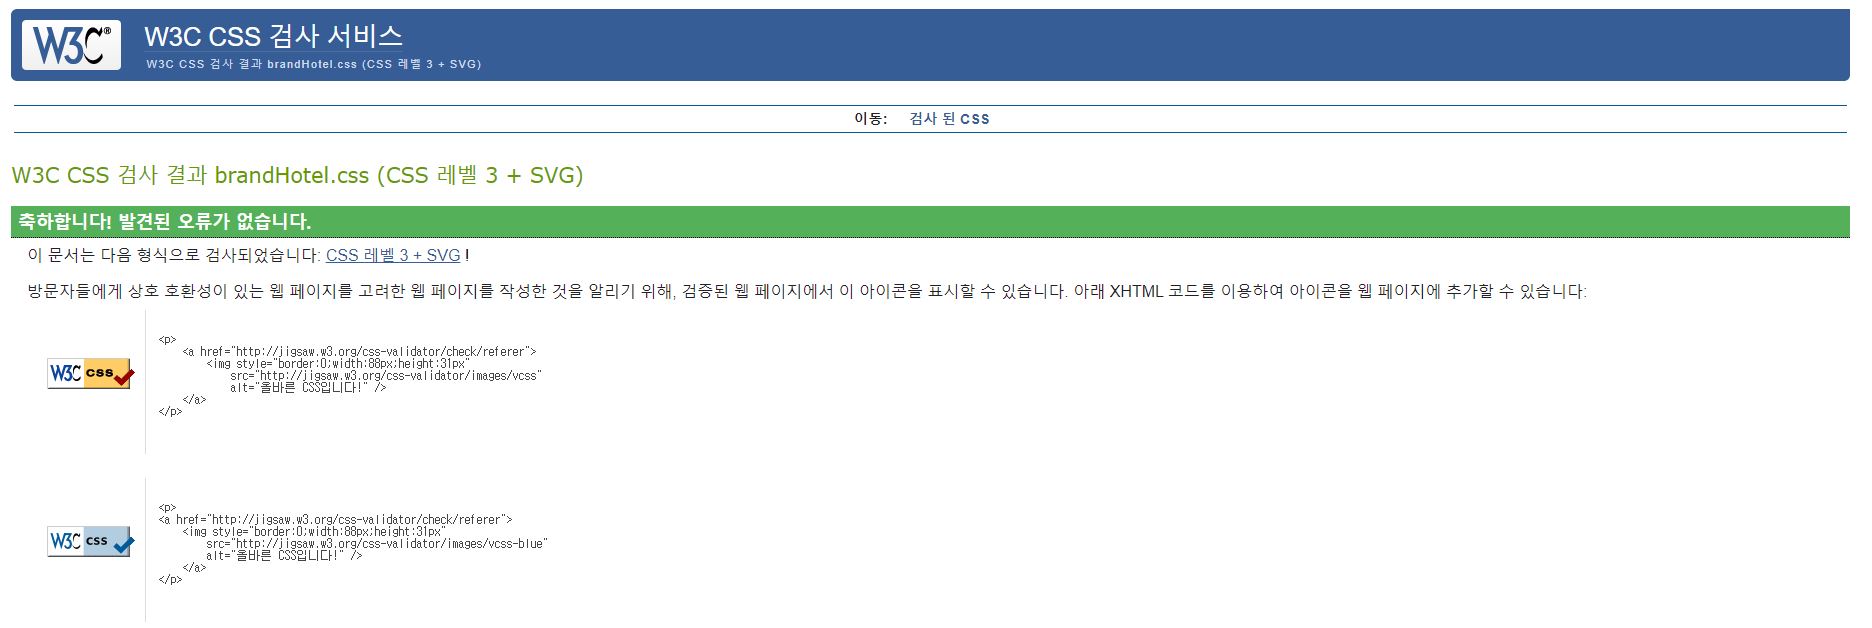 W3C®
W3C CSS 검사 서비스
W3C CSS 검사 결과 brandHotel.css (CSS 레벨 3 + SVG)
이동: 검사 된 CSS
W3C CSS 검사 결과 brandHotel.css (CSS 레벨 3 + SVG)
축하합니다! 발견된 오류가 없습니다.
이 문서는 다음 형식으로 검사되었습니다: CSS 레벨 3 + SVG !
방문자들에게 상호 호환성이 있는 웹 페이지를 고려한 웹 페이지를 작성한 것을 알리기 위해, 검증된 웹 페이지에서 이 아이콘을 표시할 수 있습니다. 아래 XHTML 코드를 이용하여 아이콘을 웹 페이지에 추가할 수 있습니다:
W3C css
<p>
<a href="http://jigsaw.w3.org/css-validator/check/referer">
<img style="border:0;width:88px;height:31px"
src="http://jigsaw.w3.org/css-validator/images/vcss"
alt="올바른 CSS입니다!" />
</a>
</p>
W3C css
<p>
<a href="http://jigsaw.w3.org/css-validator/check/referer">
<img style="border:0;width:88px;height:31px"
src="http://jigsaw.w3.org/css-validator/images/vcss-blue"
alt="올바른 CSS입니다!" />
</a>
</p>